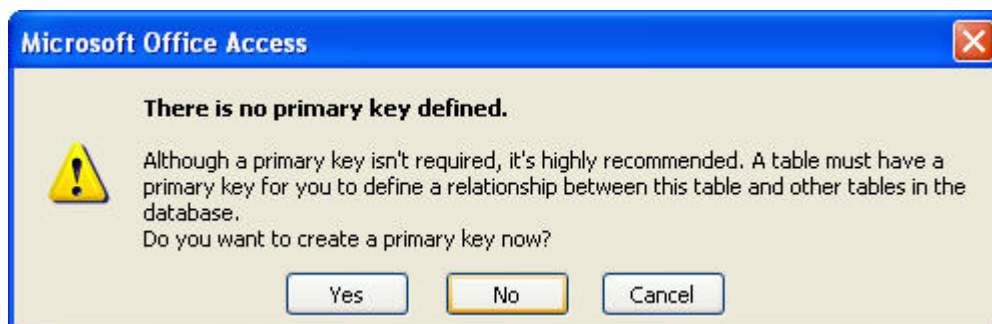 Microsoft Office Access
There is no primary key defined.
Although a primary key isn't required, it's highly recommended. A table must have a
primary key for you to define a relationship between this table and other tables in the
database.
Do you want to create a primary key now?
Yes No Cancel